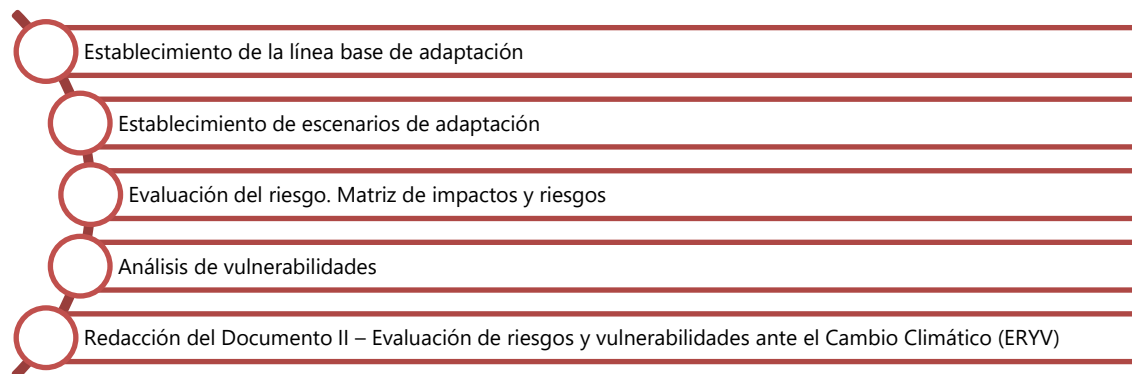 Establecimiento de la línea base de adaptación
Establecimiento de escenarios de adaptación
Evaluación del riesgo. Matriz de impactos y riesgos
Análisis de vulnerabilidades
Redacción del Documento II – Evaluación de riesgos y vulnerabilidades ante el Cambio Climático (ERYV)